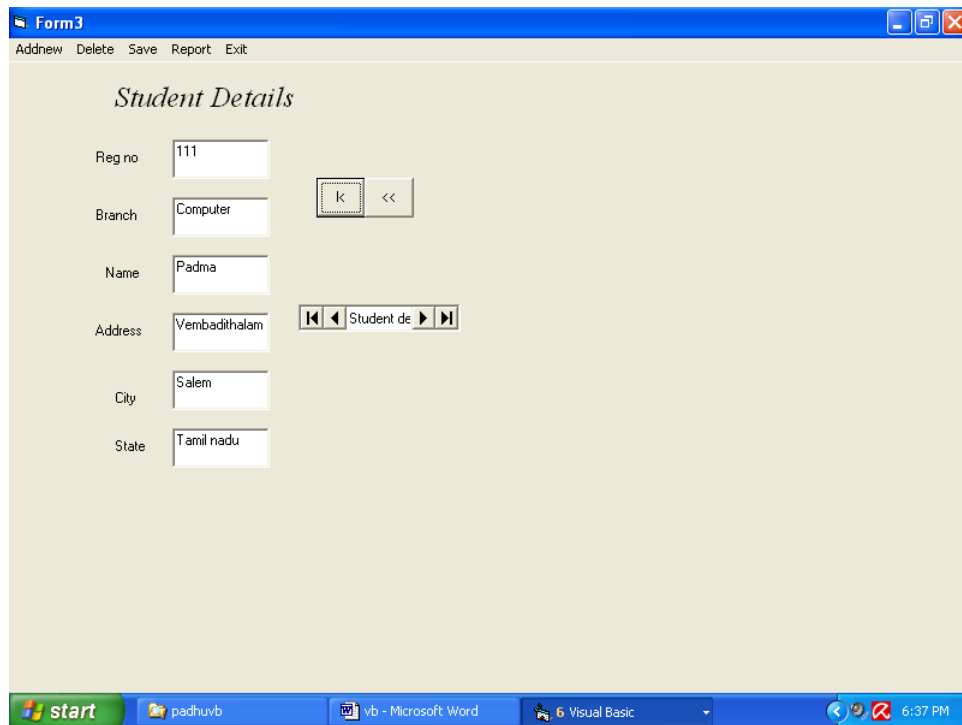 Form3
Addnew Delete Save Report Exit
Student Details
Reg no 111
|< <<
Branch Computer
Name Padma
Address Vembadithalam
Student de
City Salem
State Tamil nadu
start padhuvb vb - Microsoft Word 6 Visual Basic 6:37 PM